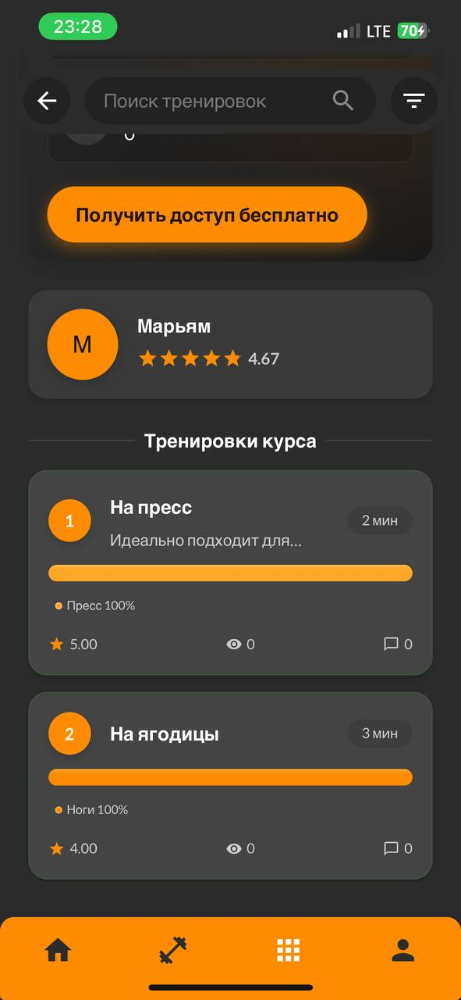 23:28
LTE 70
Поиск тренировок
0
Получить доступ бесплатно
М
Марьям
4.67
Тренировки курса
1
На пресс
2 мин
Идеально подходит для...
Пресс 100%
5.00
0
0
2
На ягодицы
3 мин
Ноги 100%
4.00
0
0